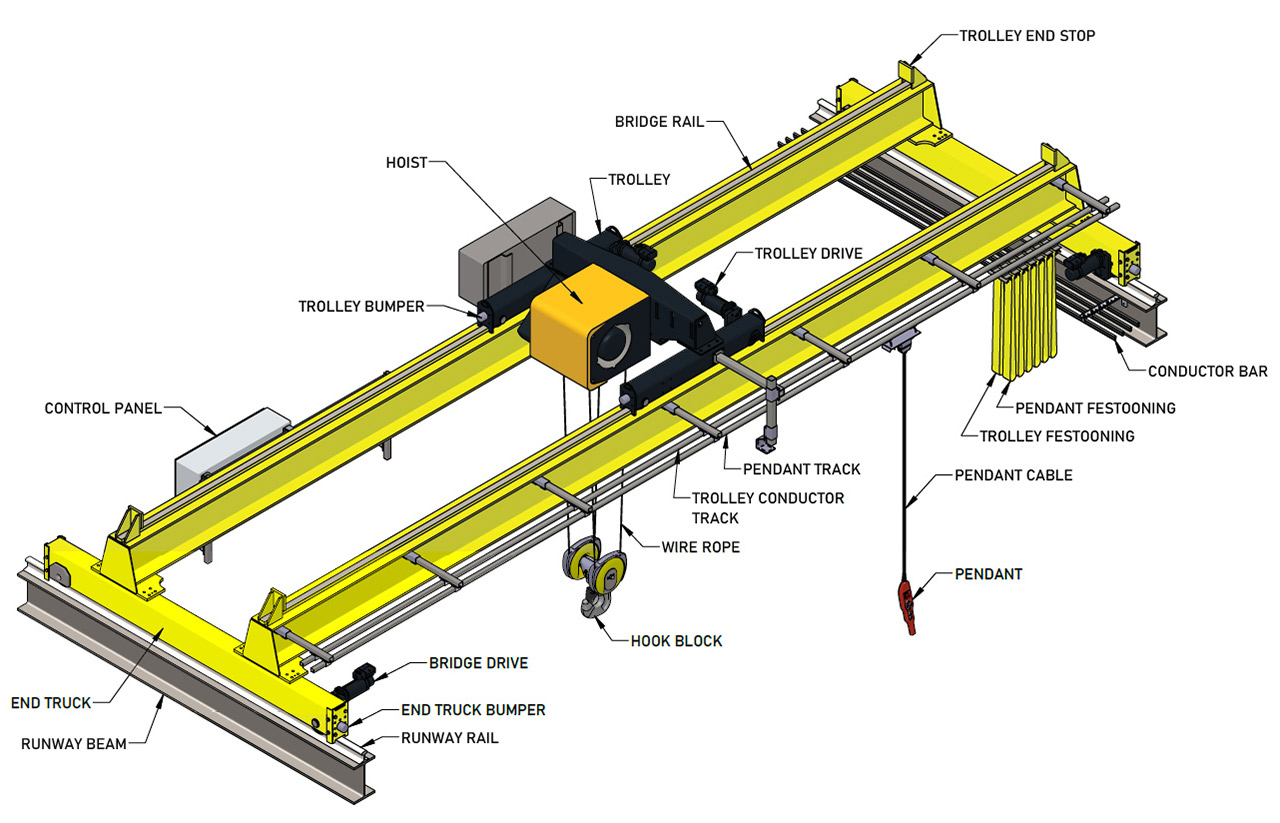 TROLLEY END STOP
BRIDGE RAIL
HOIST
TROLLEY
TROLLEY DRIVE
TROLLEY BUMPER
CONDUCTOR BAR
CONTROL PANEL
PENDANT FESTOONING
TROLLEY FESTOONING
PENDANT TRACK
PENDANT CABLE
TROLLEY CONDUCTOR
TRACK
WIRE ROPE
PENDANT
HOOK BLOCK
BRIDGE DRIVE
END TRUCK
END TRUCK BUMPER
RUNWAY BEAM
RUNWAY RAIL